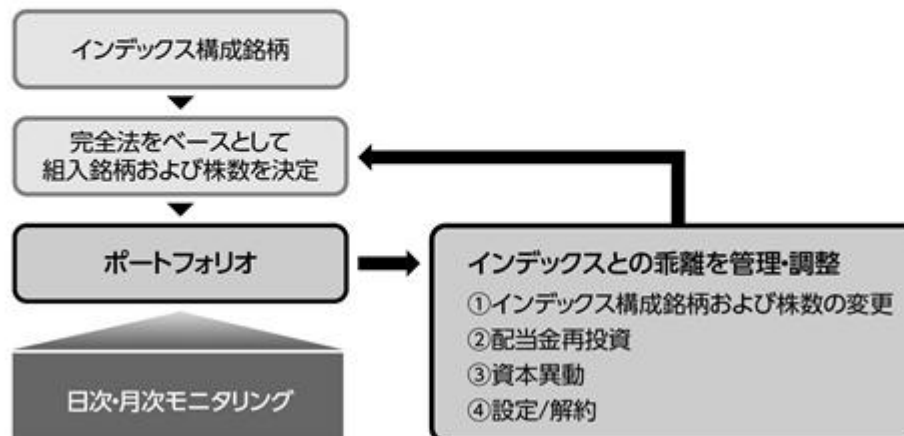 インデックス構成銘柄
完全法をベースとして
組入銘柄および株数を決定
ポートフォリオ
日次・月次モニタリング
インデックスとの乖離を管理・調整
①インデックス構成銘柄および株数の変更
②配当金再投資
③資本異動
④設定/解約